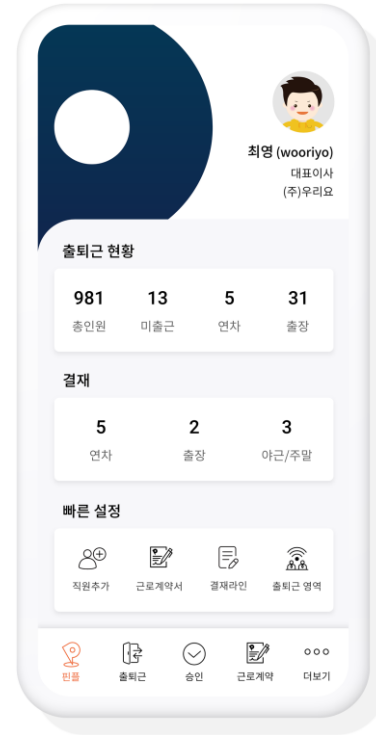 최영 (wooriyo)
대표이사
(주)우리요
출퇴근 현황
981 13 5 31
총인원 미출근 연차 출장
결재
5 2 3
연차 출장 야근/주말
빠른 설정
직원추가 근로계약서 결재라인 출퇴근 영역
핀플 출퇴근 승인 근로계약 더보기